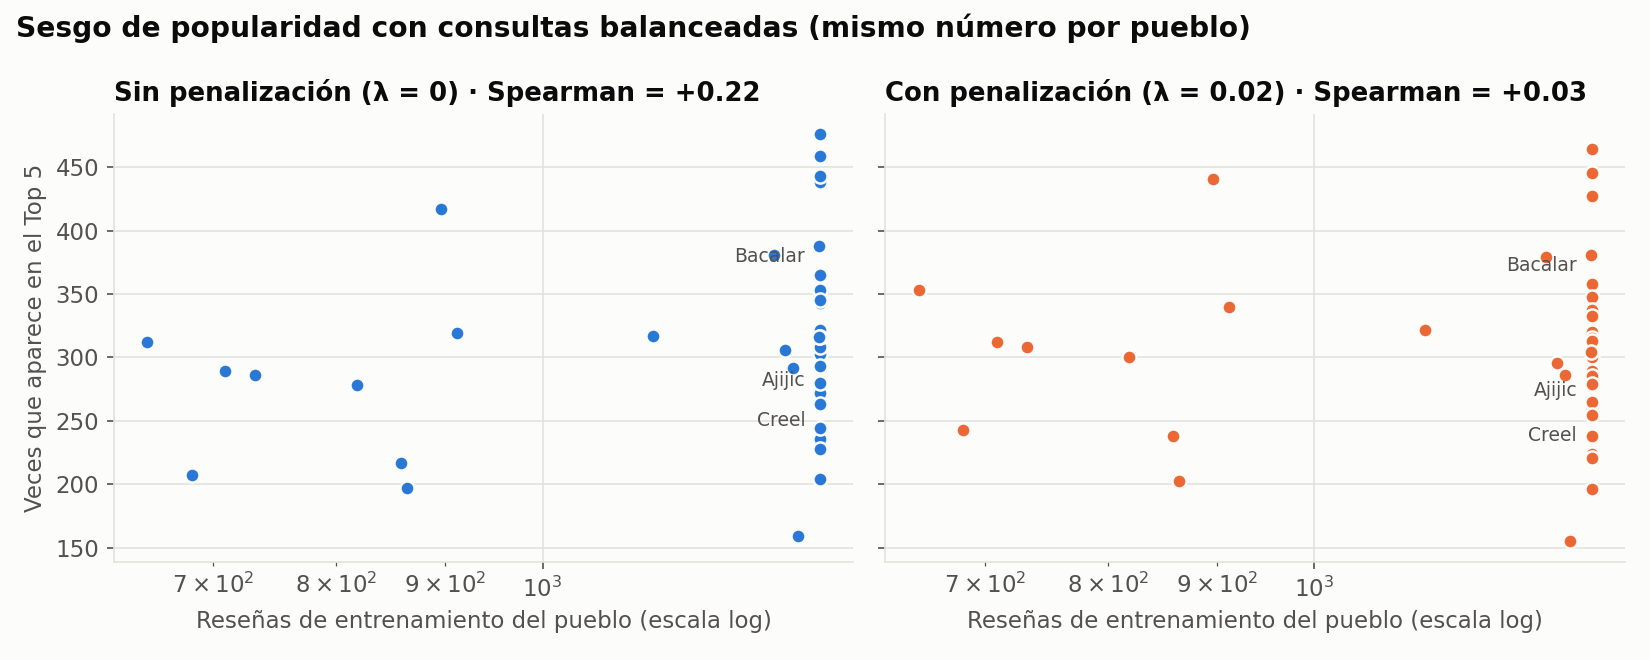 Sesgo de popularidad con consultas balanceadas (mismo número por pueblo)
Sin penalización (λ = 0) · Spearman = +0.22
Con penalización (λ = 0.02) · Spearman = +0.03
Veces que aparece en el Top 5
450
400
350
300
250
200
150
Bacalar
Ajijic
Creel
Bacalar
Ajijic
Creel
7 × 10² 8 × 10² 9 × 10² 10³
7 × 10² 8 × 10² 9 × 10² 10³
Reseñas de entrenamiento del pueblo (escala log)
Reseñas de entrenamiento del pueblo (escala log)